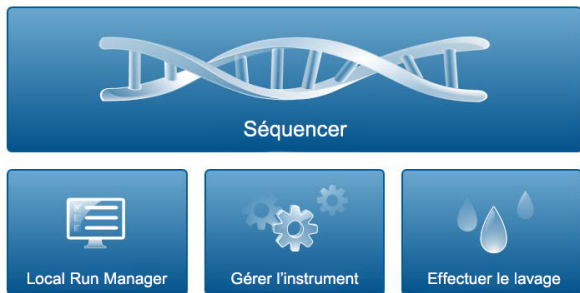 Séquencer
Local Run Manager
Gérer l'instrument
Effectuer le lavage